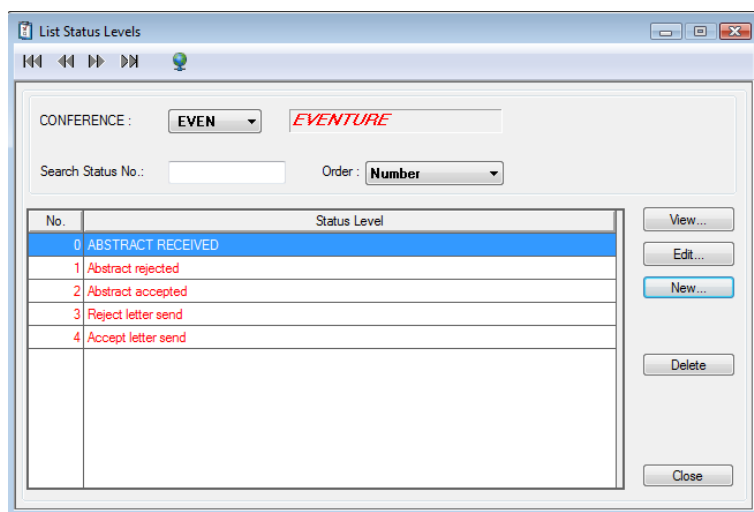 List Status Levels
CONFERENCE : EVEN EVENTURE
Search Status No.: Order : Number
No. Status Level
0 ABSTRACT RECEIVED
1 Abstract rejected
2 Abstract accepted
3 Reject letter send
4 Accept letter send
View...
Edit...
New...
Delete
Close